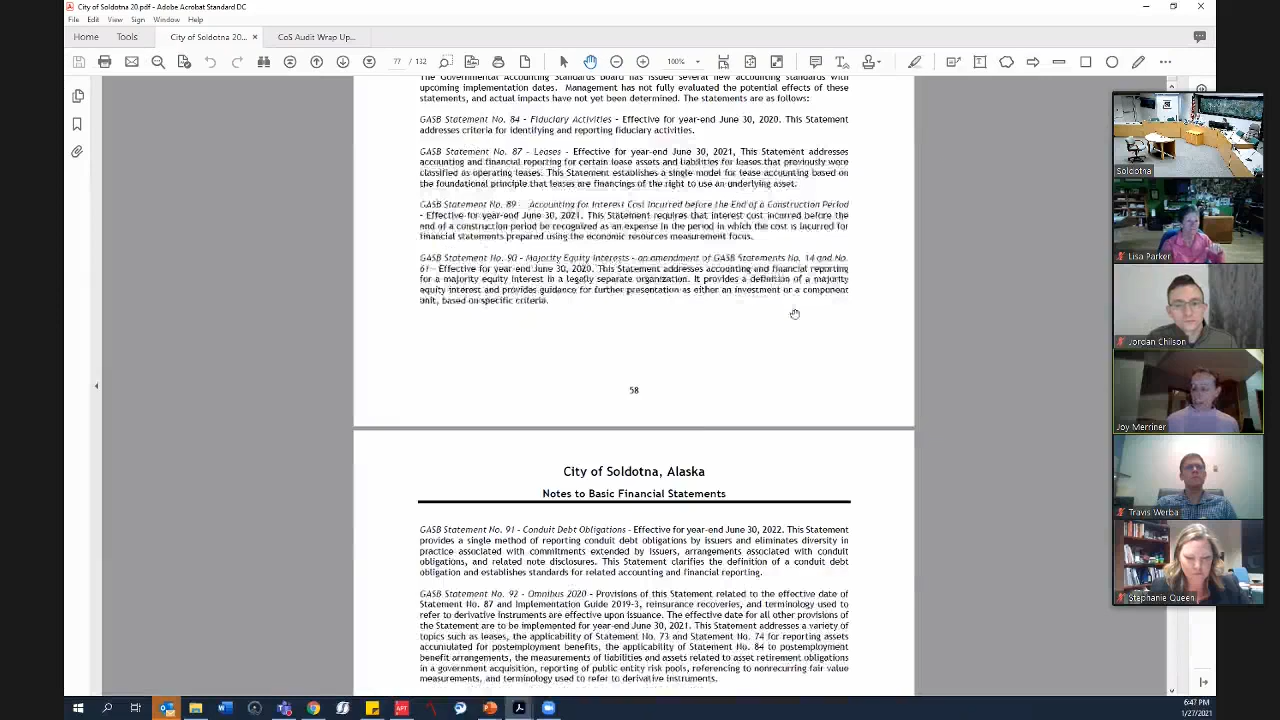 City of Soldotna 20.pdf - Adobe Acrobat Standard DC
File Edit View Sign Window Help
Home Tools City of Soldotna 20... × CoS Audit Wrap Up...
77 / 132 100%
The Governmental Accounting Standards Board has issued several new accounting standards with
upcoming implementation dates. Management has not fully evaluated the potential effects of these
statements, and actual impacts have not yet been determined. The statements are as follows:
GASB Statement No. 84 - Fiduciary Activities - Effective for year-end June 30, 2020. This Statement
addresses criteria for identifying and reporting fiduciary activities.
GASB Statement No. 87 - Leases - Effective for year-end June 30, 2021, This Statement addresses
accounting and financial reporting for certain lease assets and liabilities for leases that previously were
classified as operating leases. This Statement establishes a single model for lease accounting based on
the foundational principle that leases are financings of the right to use an underlying asset.
GASB Statement No. 89 - Accounting for Interest Cost Incurred before the End of a Construction Period
- Effective for year-end June 30, 2021. This Statement requires that interest cost incurred before the
end of a construction period be recognized as an expense in the period in which the cost is incurred for
financial statements prepared using the economic resources measurement focus.
GASB Statement No. 90 - Majority Equity Interests - an amendment of GASB Statements No. 14 and No.
61 - Effective for year-end June 30, 2020. This Statement addresses accounting and financial reporting
for a majority equity interest in a legally separate organization. It provides a definition of a majority
equity interest and provides guidance for further presentation as either an investment or a component
unit, based on specific criteria.
58
City of Soldotna, Alaska
Notes to Basic Financial Statements
GASB Statement No. 91 - Conduit Debt Obligations - Effective for year-end June 30, 2022. This Statement
provides a single method of reporting conduit debt obligations by issuers and eliminates diversity in
practice associated with commitments extended by issuers, arrangements associated with conduit
obligations, and related note disclosures. This Statement clarifies the definition of a conduit debt
obligation and establishes standards for related accounting and financial reporting.
GASB Statement No. 92 - Omnibus 2020 - Provisions of this Statement related to the effective date of
Statement No. 87 and Implementation Guide 2019-3, reinsurance recoveries, and terminology used to
refer to derivative instruments are effective upon issuance. The effective date for all other provisions of
the Statement are to be implemented for year-end June 30, 2021. This Statement addresses a variety of
topics such as leases, the applicability of Statement No. 73 and Statement No. 74 for reporting assets
accumulated for postemployment benefits, the applicability of Statement No. 84 to postemployment
benefit arrangements, the measurements of liabilities and assets related to asset retirement obligations
in a government acquisition, reporting of public entity risk pools, referencing to nonrecurring fair value
measurements, and terminology used to refer to derivative instruments.
Soldotna
Lisa Parker
Jordan Chilson
Joy Merriner
Travis Werba
Stephanie Queen
6:47 PM
1/27/2021